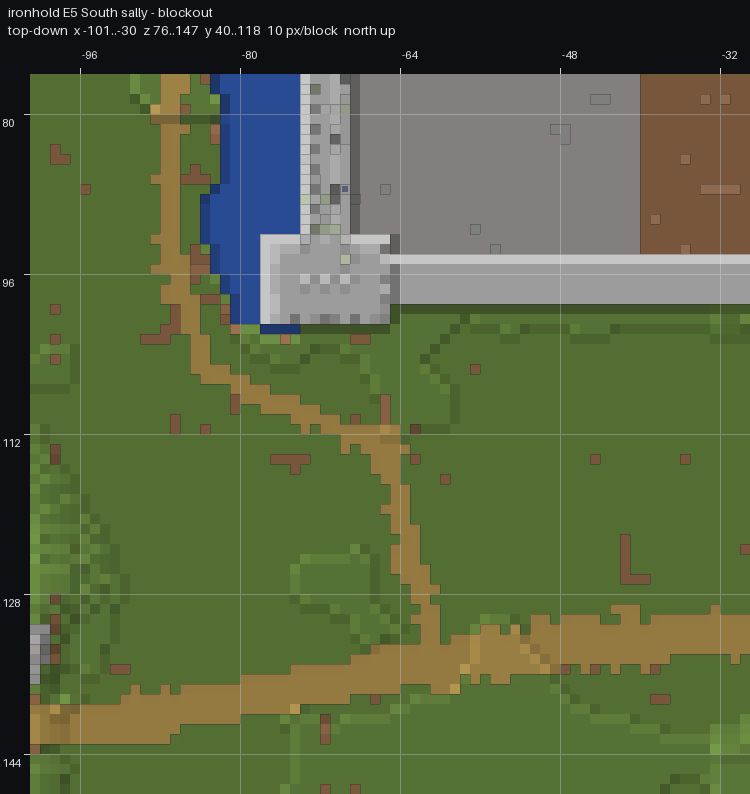 ironhold E5 South sally - blockout
top-down x -101..-30 z 76..147 y 40..118 10 px/block north up
-96 -80 -64 -48 -32
80
96
112
128
144